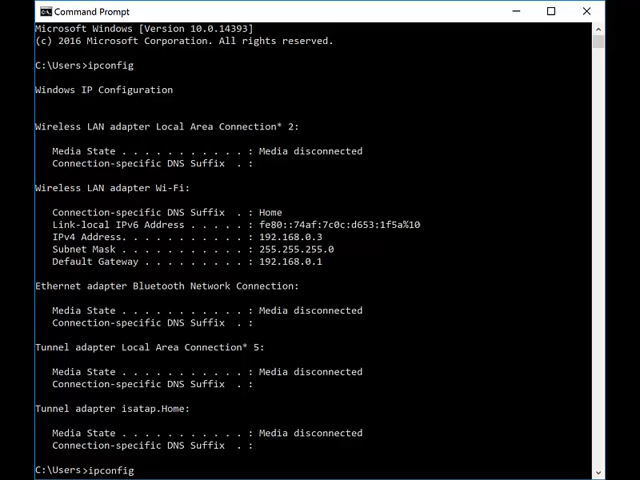 Command Prompt
Microsoft Windows [Version 10.0.14393]
(c) 2016 Microsoft Corporation. All rights reserved.
C:\Users>ipconfig
Windows IP Configuration
Wireless LAN adapter Local Area Connection* 2:
Media State . . . . . . . . . . . : Media disconnected
Connection-specific DNS Suffix  . :
Wireless LAN adapter Wi-Fi:
Connection-specific DNS Suffix  . : Home
Link-local IPv6 Address . . . . . : fe80::74af:7c0c:d653:1f5a%10
IPv4 Address. . . . . . . . . . . : 192.168.0.3
Subnet Mask . . . . . . . . . . . : 255.255.255.0
Default Gateway . . . . . . . . . : 192.168.0.1
Ethernet adapter Bluetooth Network Connection:
Media State . . . . . . . . . . . : Media disconnected
Connection-specific DNS Suffix  . :
Tunnel adapter Local Area Connection* 5:
Media State . . . . . . . . . . . : Media disconnected
Connection-specific DNS Suffix  . :
Tunnel adapter isatap.Home:
Media State . . . . . . . . . . . : Media disconnected
Connection-specific DNS Suffix  . :
C:\Users>ipconfig